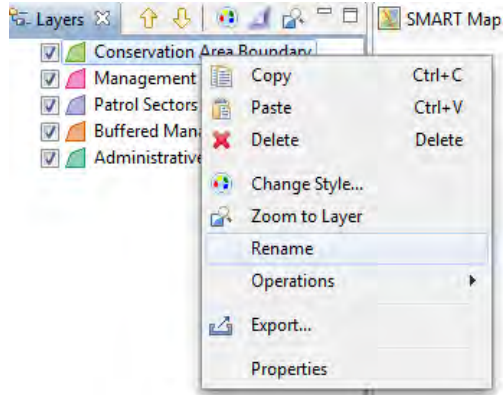 Layers
SMART Map
Conservation Area Boundary
Management
Copy Ctrl+C
Patrol Sectors
Paste Ctrl+V
Buffered Mana
Delete Delete
Administrative
Change Style...
Zoom to Layer
Rename
Operations
Export...
Properties